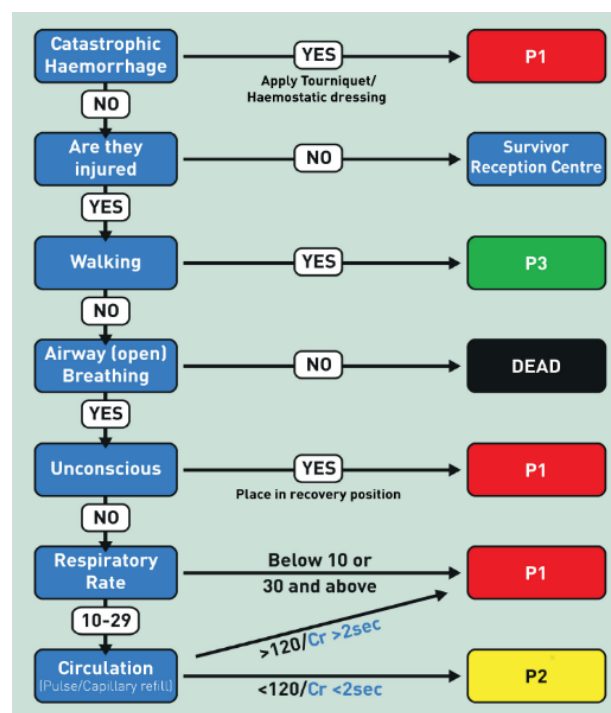 Catastrophic
Haemorrhage
YES
P1
Apply Tourniquet/
Haemostatic dressing
NO
Are they
injured
NO
Survivor
Reception Centre
YES
Walking
YES
P3
NO
Airway (open)
Breathing
NO
DEAD
YES
Unconscious
YES
P1
Place in recovery position
NO
Respiratory
Rate
Below 10 or
30 and above
P1
10-29
>120/Cr >2sec
Circulation
(Pulse/Capillary refill)
<120/Cr <2sec
P2